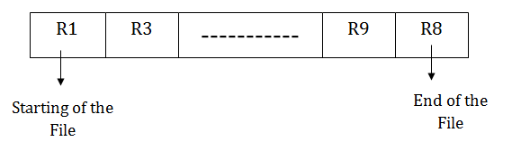 R1 R3 ----------- R9 R8
Starting of the
File
End of the
File